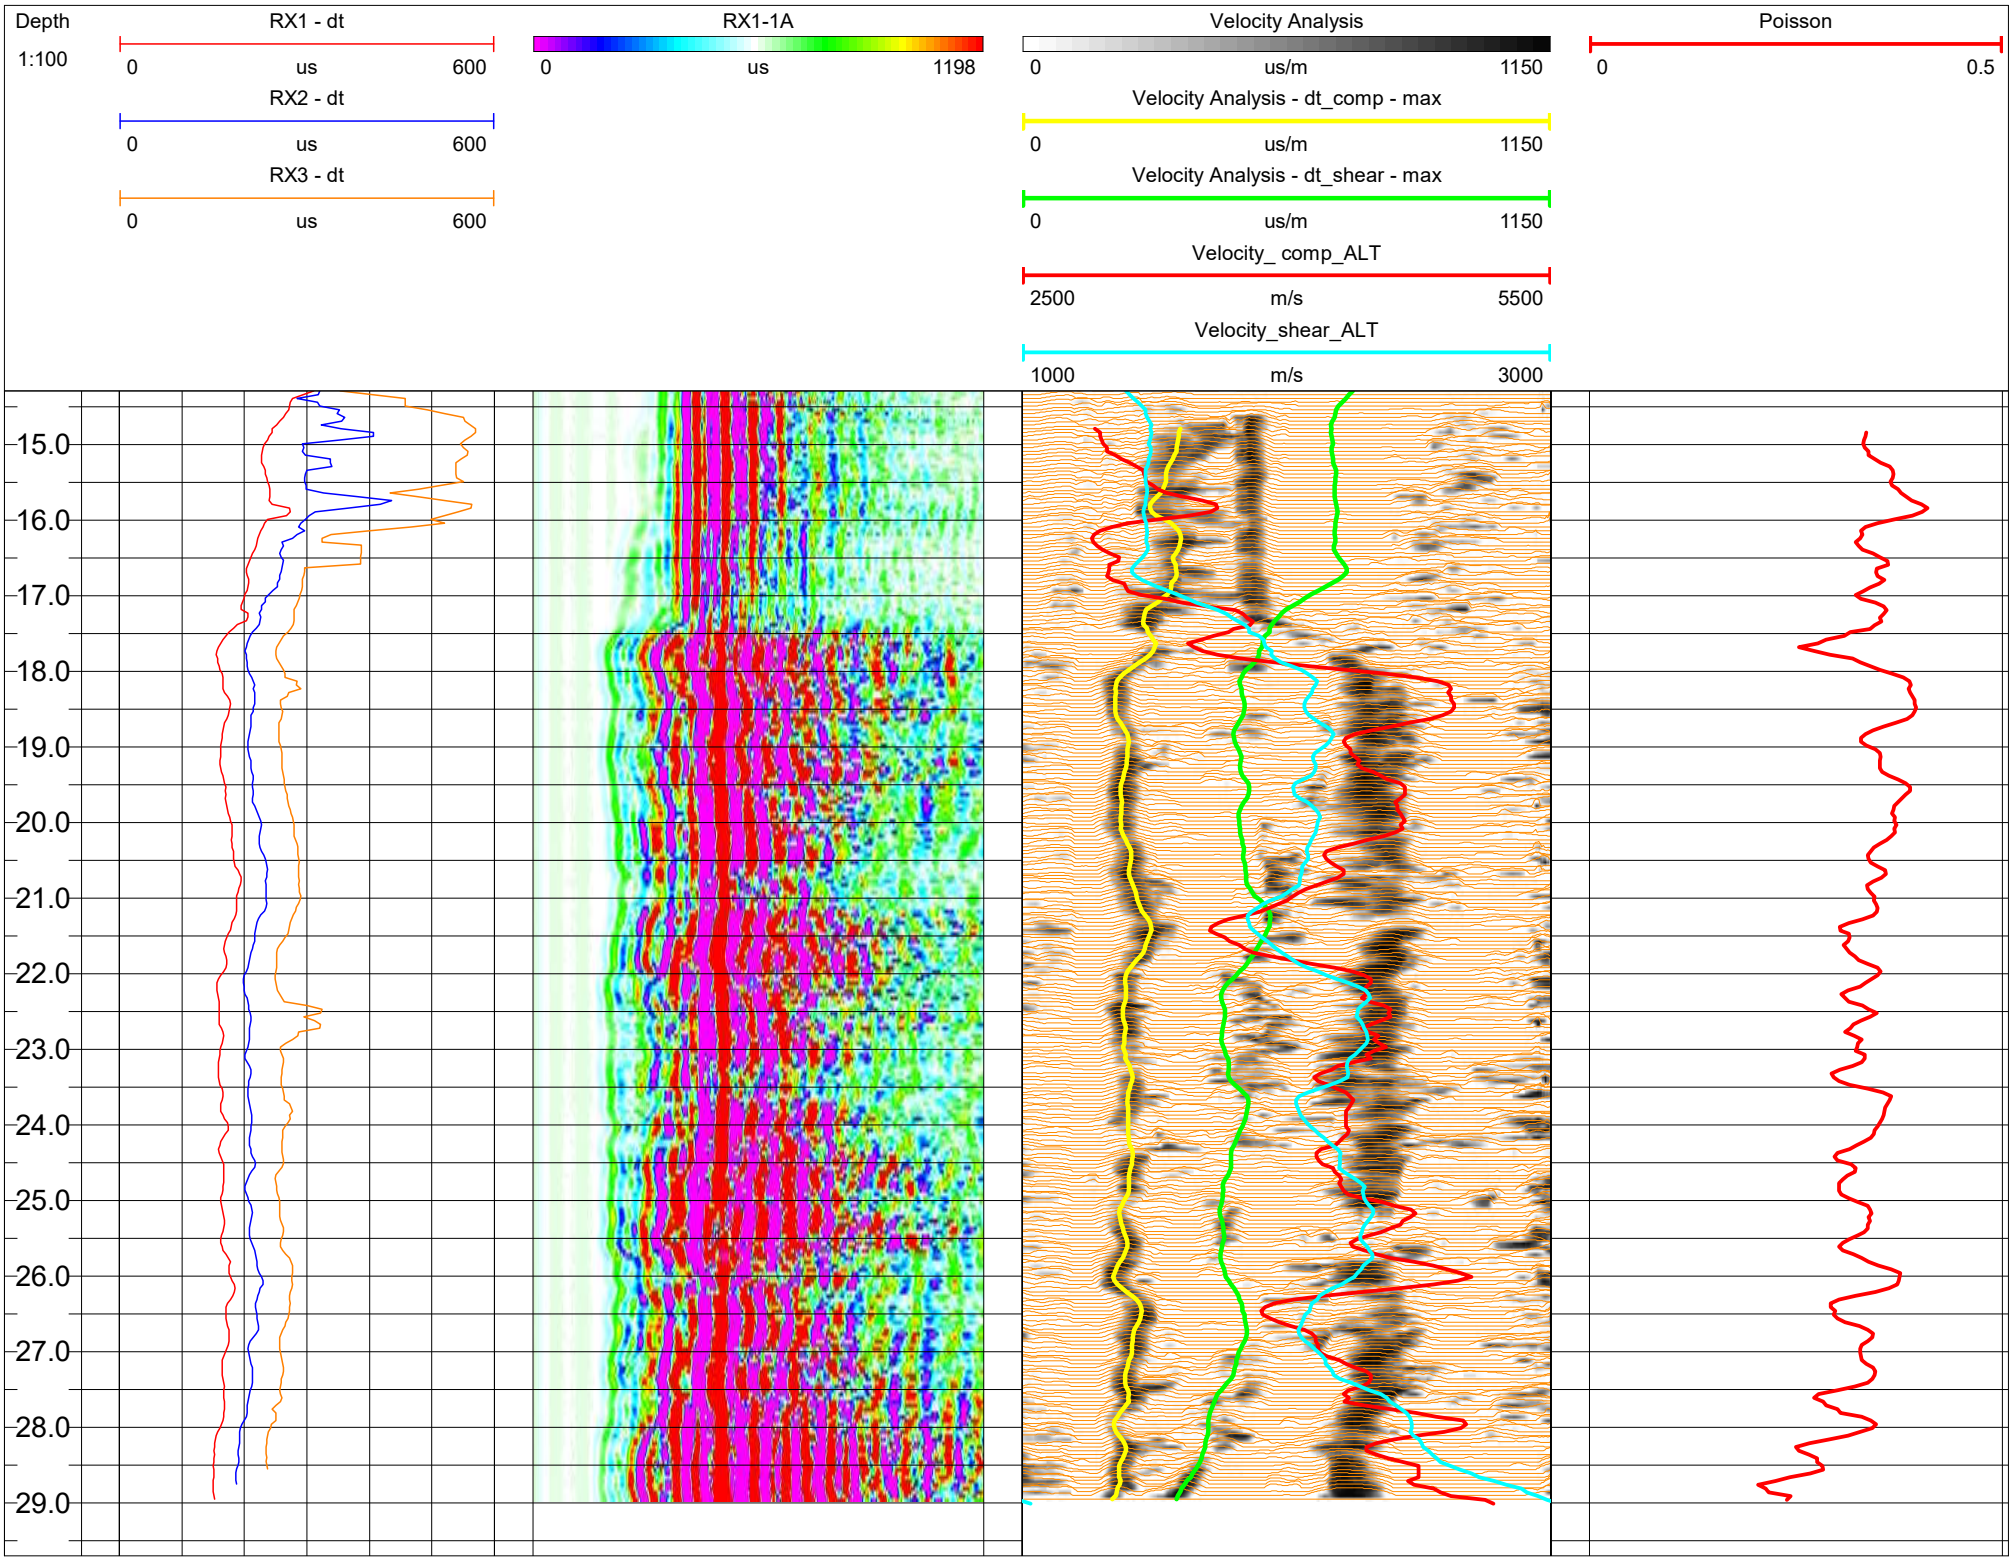 Depth
1:100
RX1 - dt
0 us 600
RX2 - dt
0 us 600
RX3 - dt
0 us 600
RX1-1A
0 us 1198
Velocity Analysis
0 us/m 1150
Velocity Analysis - dt_comp - max
0 us/m 1150
Velocity Analysis - dt_shear - max
0 us/m 1150
Velocity_ comp_ALT
2500 m/s 5500
Velocity_shear_ALT
1000 m/s 3000
Poisson
0 0.5
15.0
16.0
17.0
18.0
19.0
20.0
21.0
22.0
23.0
24.0
25.0
26.0
27.0
28.0
29.0